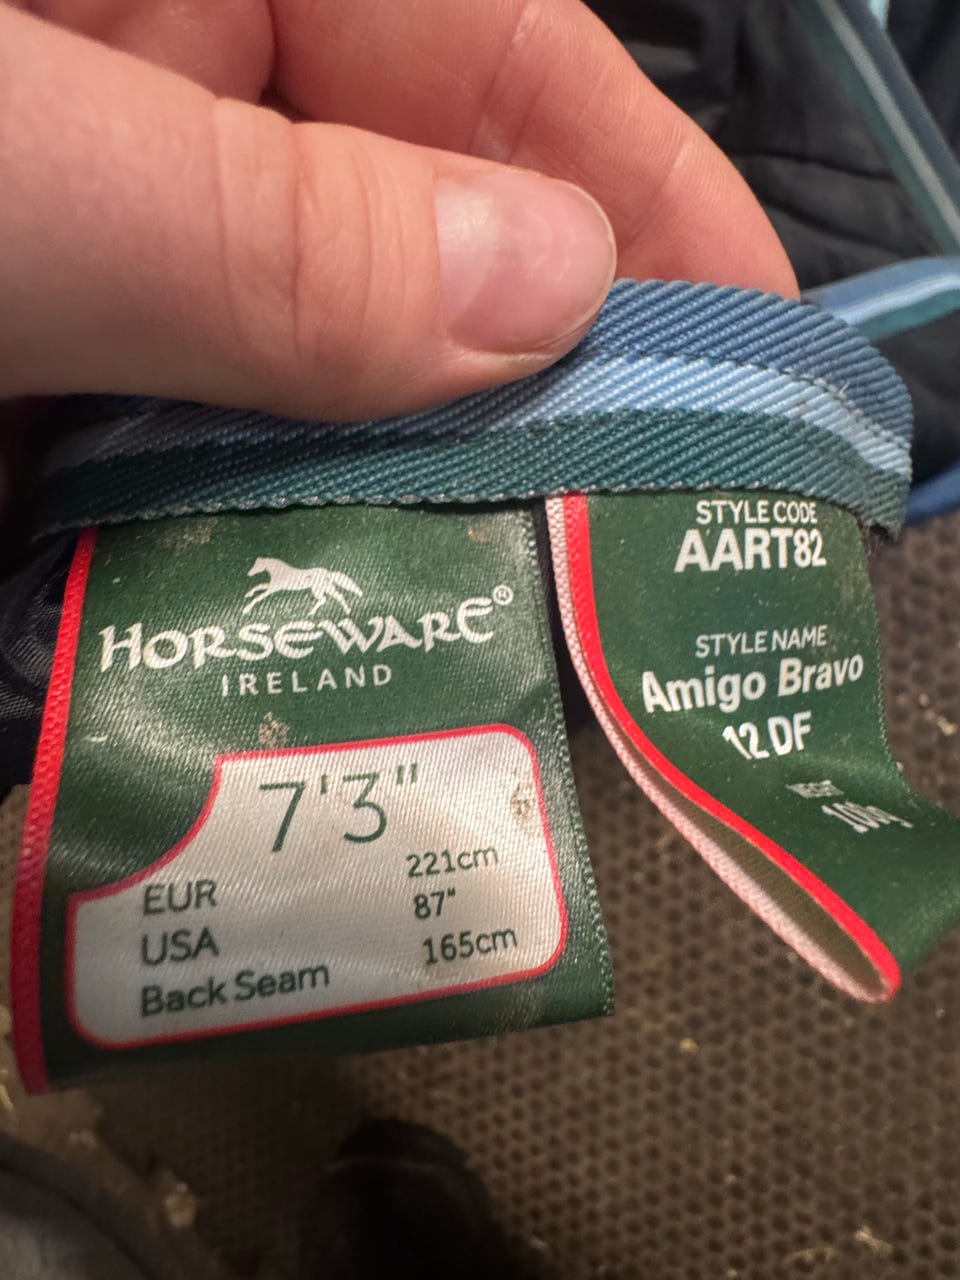 HORSEWARE®
IRELAND
7'3"
EUR 221cm
USA 87"
Back Seam 165cm
STYLE CODE
AART82
STYLE NAME
Amigo Bravo
12 DF
100g